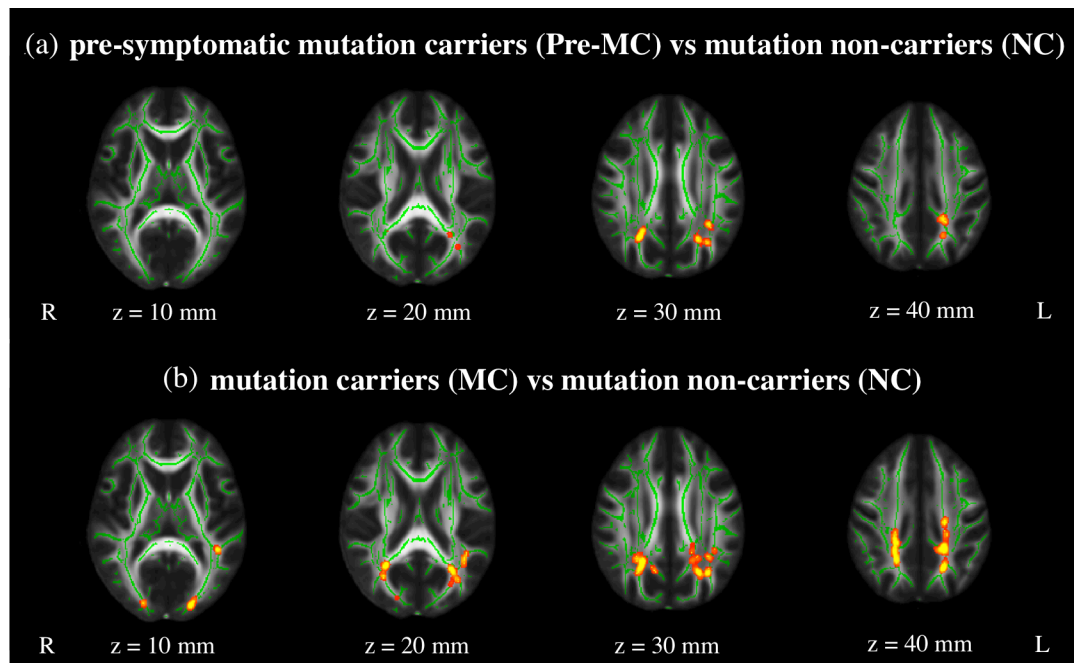 (a) pre-symptomatic mutation carriers (Pre-MC) vs mutation non-carriers (NC)
R z = 10 mm z = 20 mm z = 30 mm z = 40 mm L
(b) mutation carriers (MC) vs mutation non-carriers (NC)
R z = 10 mm z = 20 mm z = 30 mm z = 40 mm L